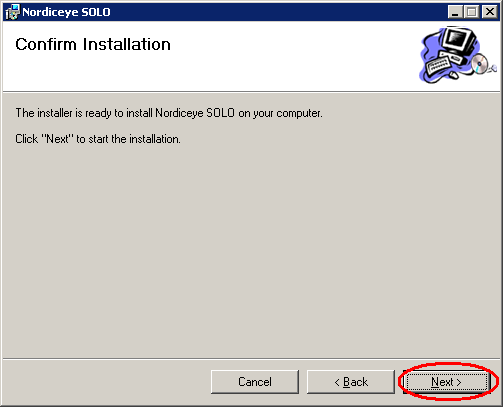 Nordiceye SOLO
Confirm Installation
The installer is ready to install Nordiceye SOLO on your computer.
Click "Next" to start the installation.
Cancel
< Back
Next >